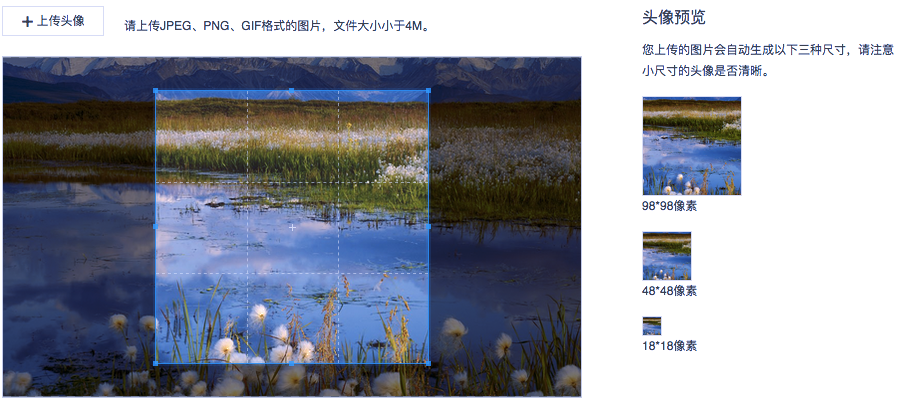 + 上传头像
请上传JPEG、PNG、GIF格式的图片，文件大小小于4M。
头像预览
您上传的图片会自动生成以下三种尺寸，请注意
小尺寸的头像是否清晰。
98*98像素
48*48像素
18*18像素